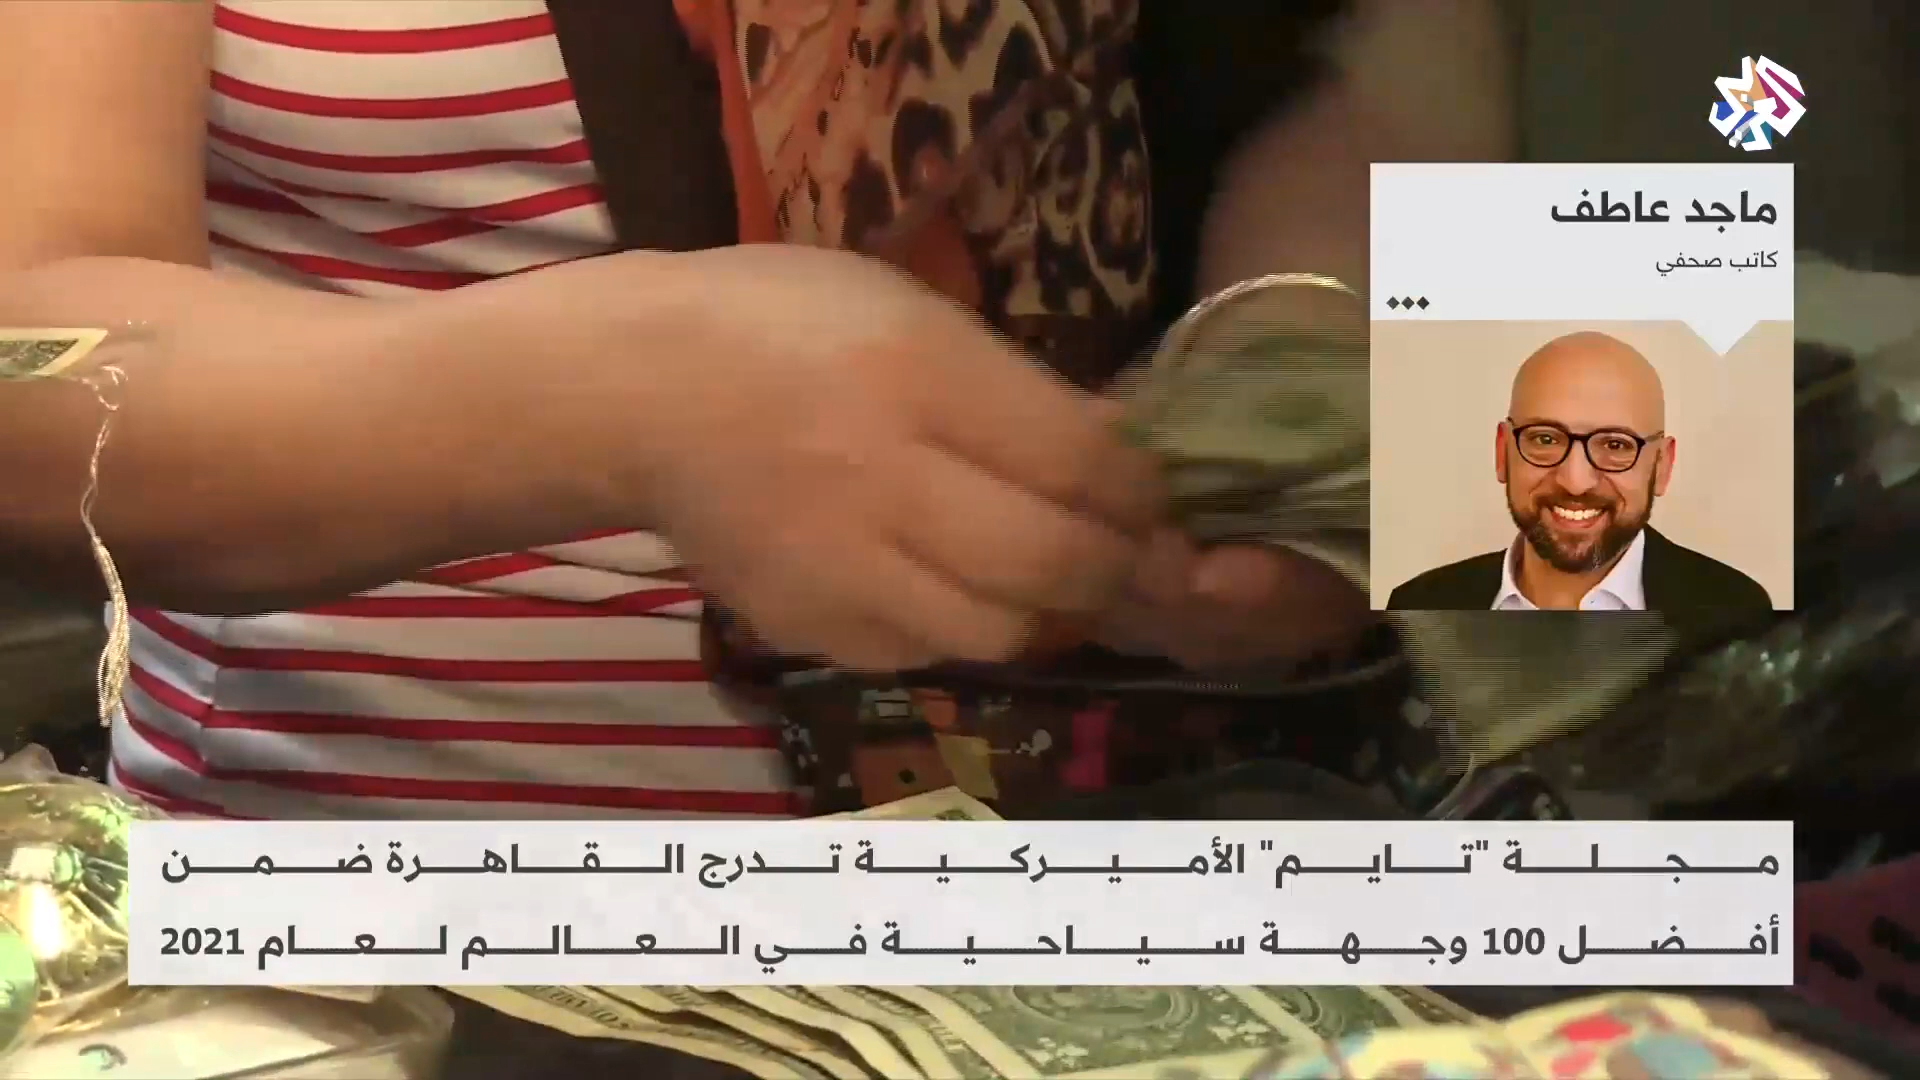 ماجد عاطف
كاتب صحفي
مجلة "تايم" الأميركية تدرج القاهرة ضمن
أفضل 100 وجهة سياحية في العالم لعام 2021